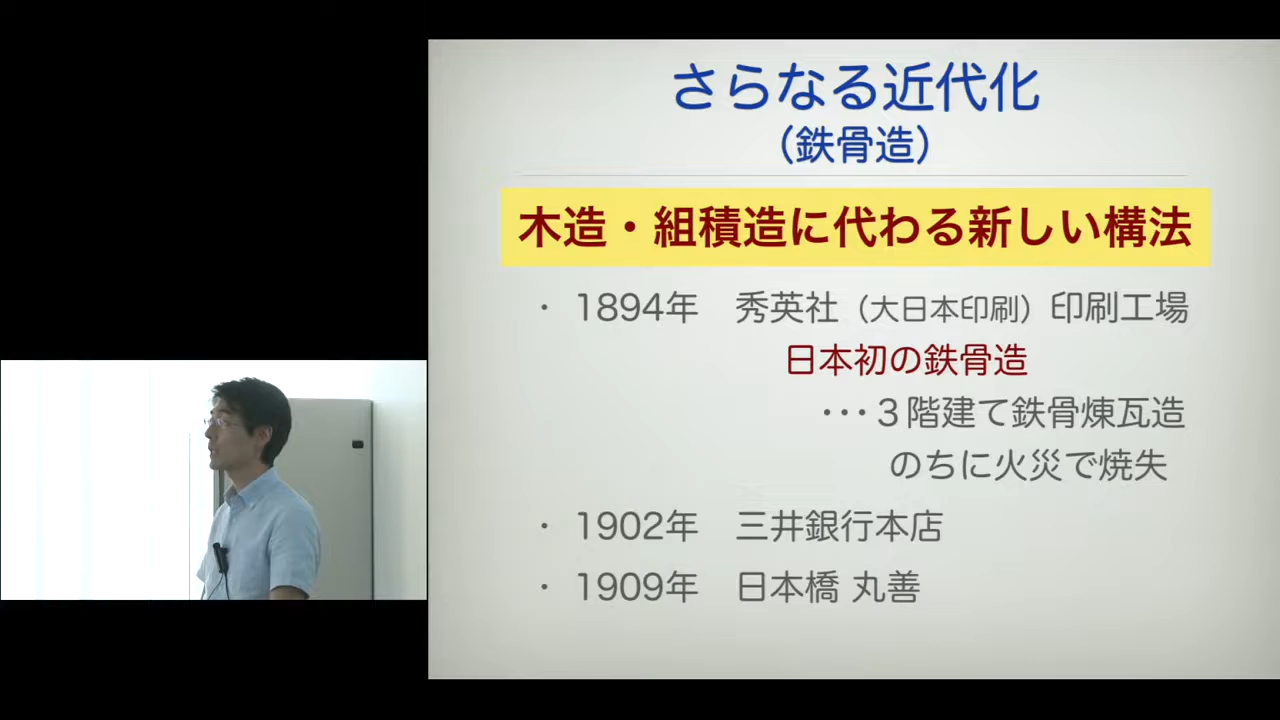 さらなる近代化
（鉄骨造）
木造・組積造に代わる新しい構法
・ 1894年　秀英社（大日本印刷）印刷工場
日本初の鉄骨造
･･･３階建て鉄骨煉瓦造
のちに火災で焼失
・ 1902年　三井銀行本店
・ 1909年　日本橋 丸善